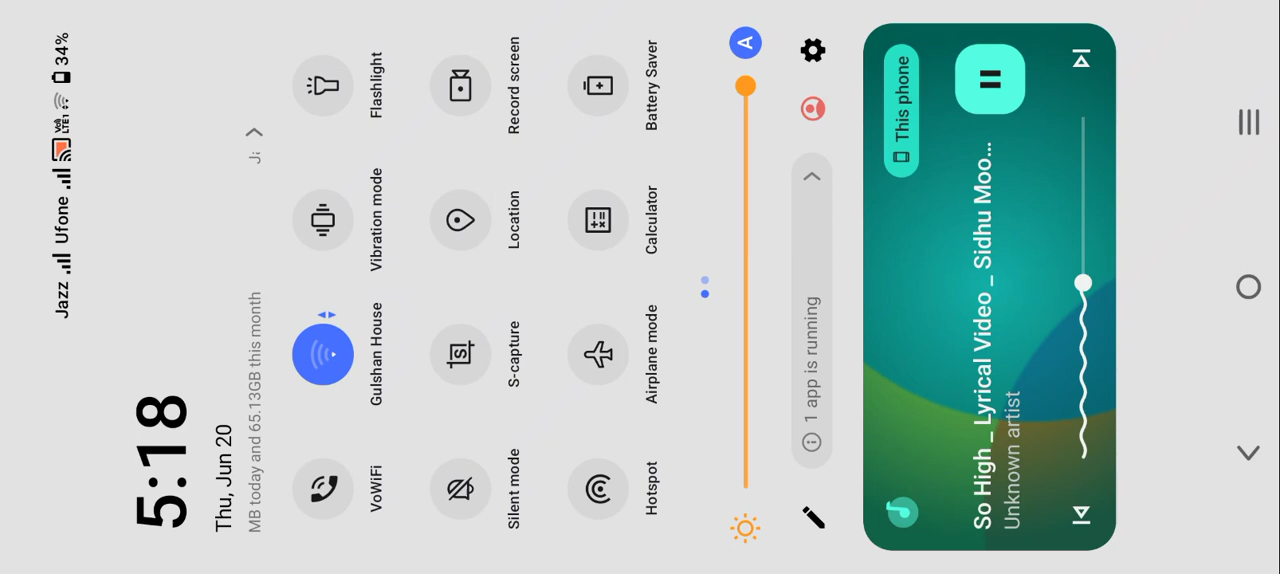 Jazz Ufone VoB LTE1 34%
5:18
Thu, Jun 20
MB today and 65.13GB this month
VoWiFi Gulshan House Vibration mode Flashlight
Silent mode S-capture Location Record screen
Hotspot Airplane mode Calculator Battery Saver
A
1 app is running
This phone
So High _ Lyrical Video _ Sidhu Moo...
Unknown artist